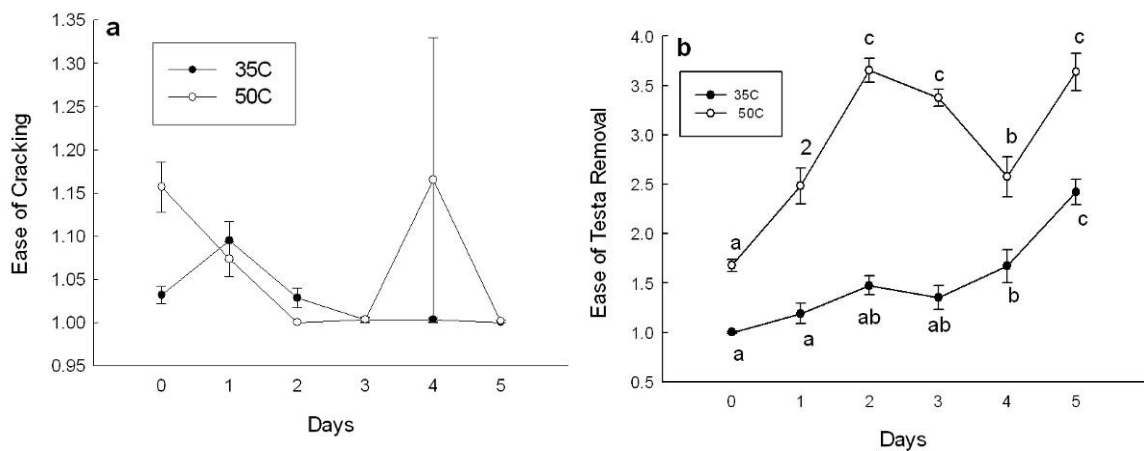 a
35C
50C
Ease of Cracking
1.35
1.30
1.25
1.20
1.15
1.10
1.05
1.00
0.95
0 1 2 3 4 5
Days
b
35C
50C
Ease of Testa Removal
4.0
3.5
3.0
2.5
2.0
1.5
1.0
0.5
a
2
c
c
b
c
a
a
ab
ab
b
c
0 1 2 3 4 5
Days